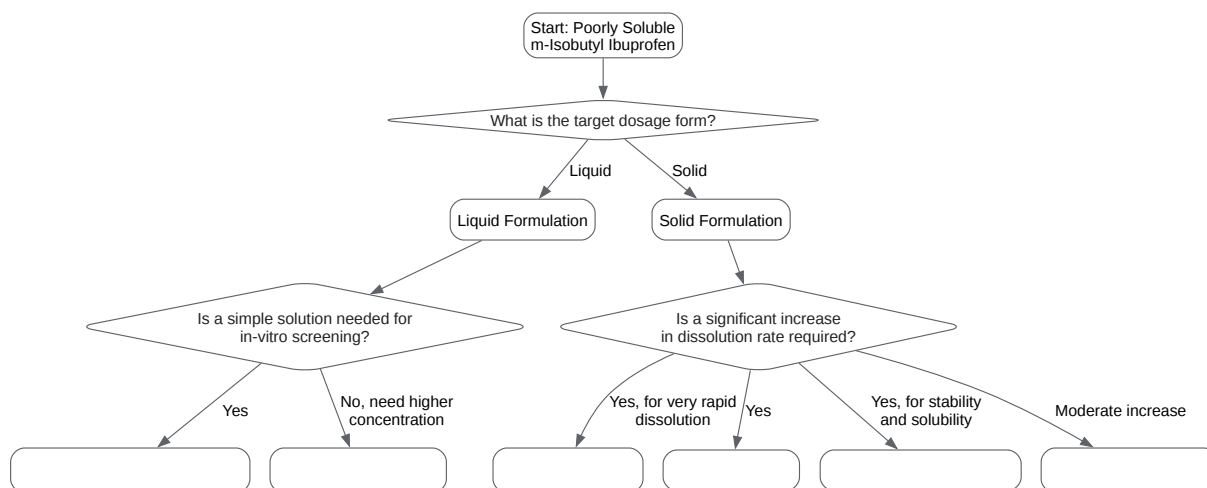 Start: Poorly Soluble
m-Isobutyl Ibuprofen
What is the target dosage form?
Liquid
Solid
Liquid Formulation
Solid Formulation
Is a simple solution needed for
in-vitro screening?
Is a significant increase
in dissolution rate required?
Yes
No, need higher
concentration
Yes, for very rapid
dissolution
Yes
Yes, for stability
and solubility
Moderate increase